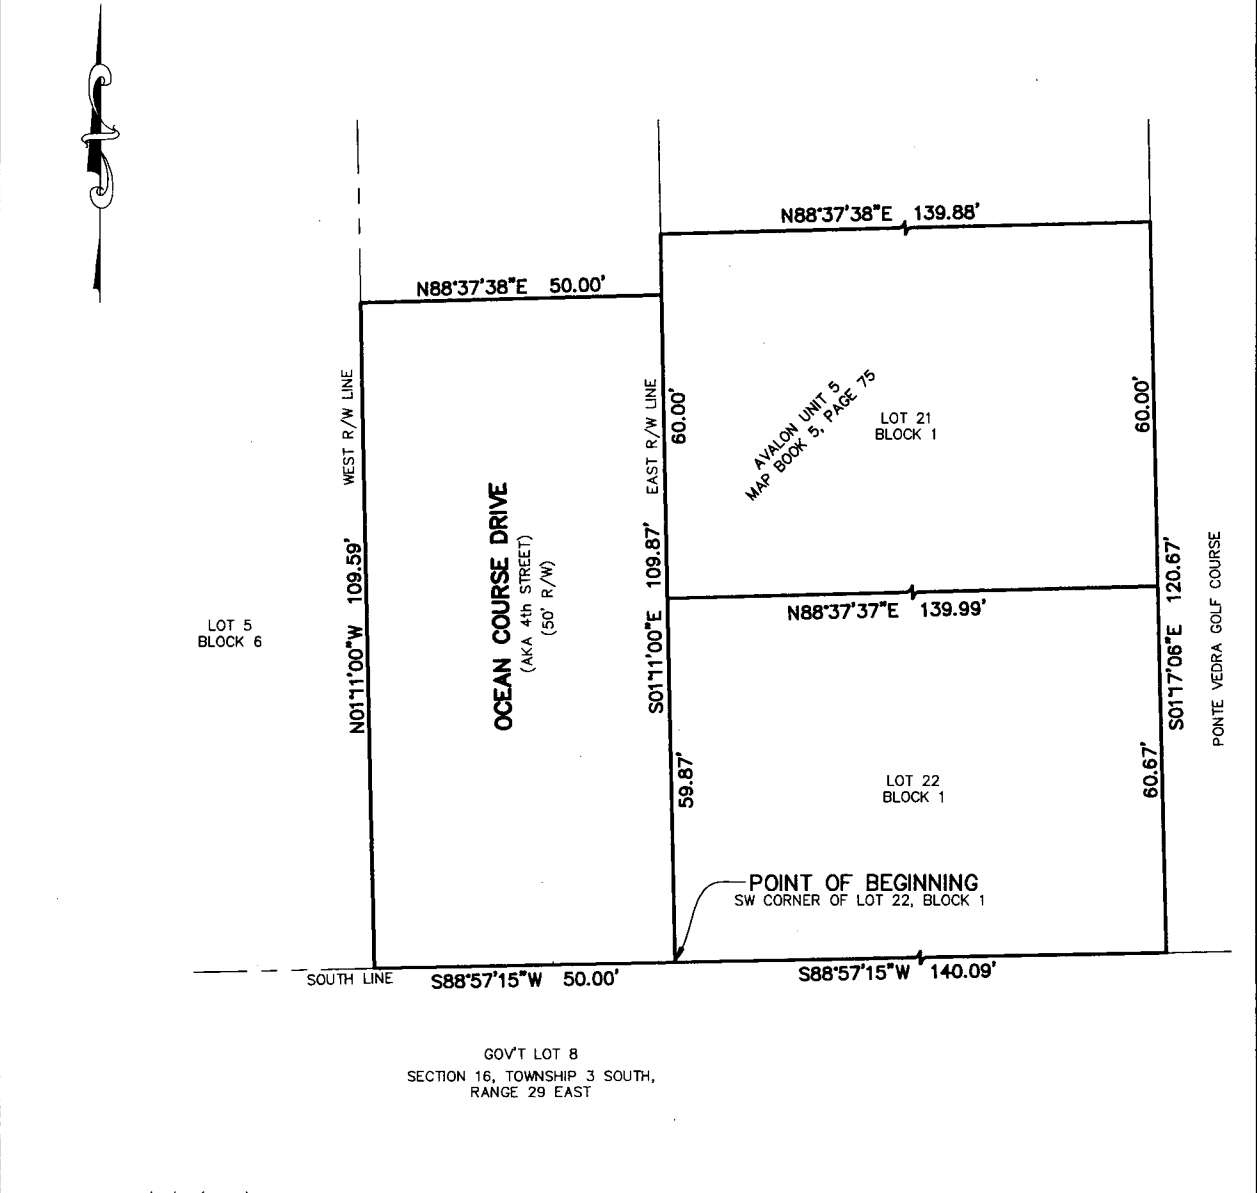 N88°37'38"E 139.88'
N88°37'38"E 50.00'
WEST R/W LINE
EAST R/W LINE
60.00'
AVALON UNIT 5
MAP BOOK 5, PAGE 75
LOT 21
BLOCK 1
60.00'
OCEAN COURSE DRIVE
(AKA 4th STREET)
(50' R/W)
N01°11'00"W 109.59'
S01°11'00"E 109.87'
N88°37'37"E 139.99'
S01°17'06"E 120.67'
PONTE VEDRA GOLF COURSE
LOT 5
BLOCK 6
59.87'
LOT 22
BLOCK 1
60.67'
POINT OF BEGINNING
SW CORNER OF LOT 22, BLOCK 1
SOUTH LINE
S88°57'15"W 50.00'
S88°57'15"W 140.09'
GOV'T LOT 8
SECTION 16, TOWNSHIP 3 SOUTH,
RANGE 29 EAST